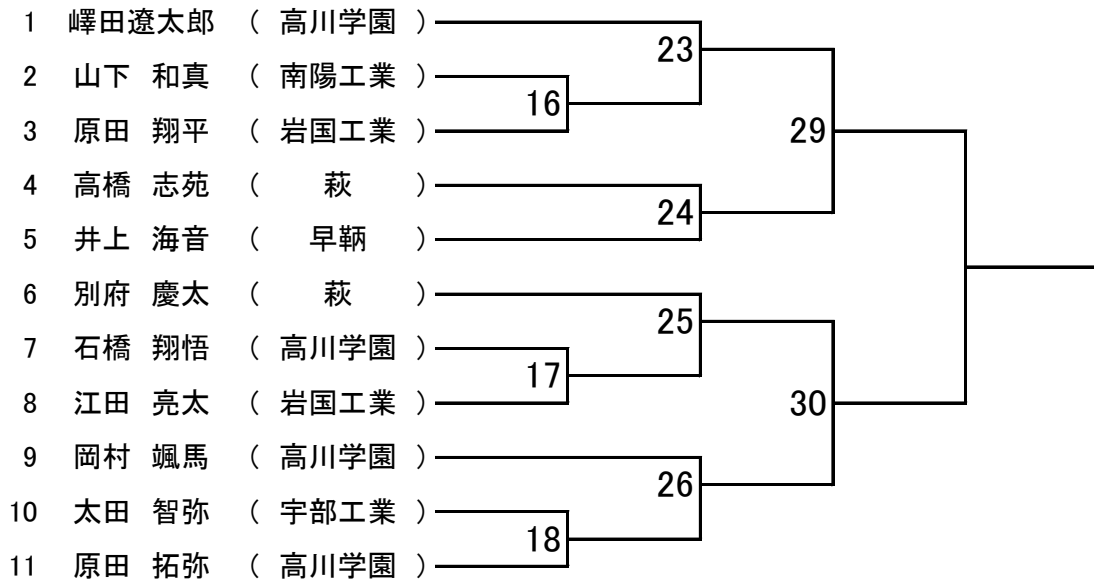 1 嶧田遼太郎 ( 高川学園 )
23
2 山下 和真 ( 南陽工業 )
16
3 原田 翔平 ( 岩国工業 )
29
4 高橋 志苑 ( 萩 )
24
5 井上 海音 ( 早鞆 )
6 別府 慶太 ( 萩 )
25
7 石橋 翔悟 ( 高川学園 )
17
8 江田 亮太 ( 岩国工業 )
30
9 岡村 颯馬 ( 高川学園 )
26
10 太田 智弥 ( 宇部工業 )
18
11 原田 拓弥 ( 高川学園 )